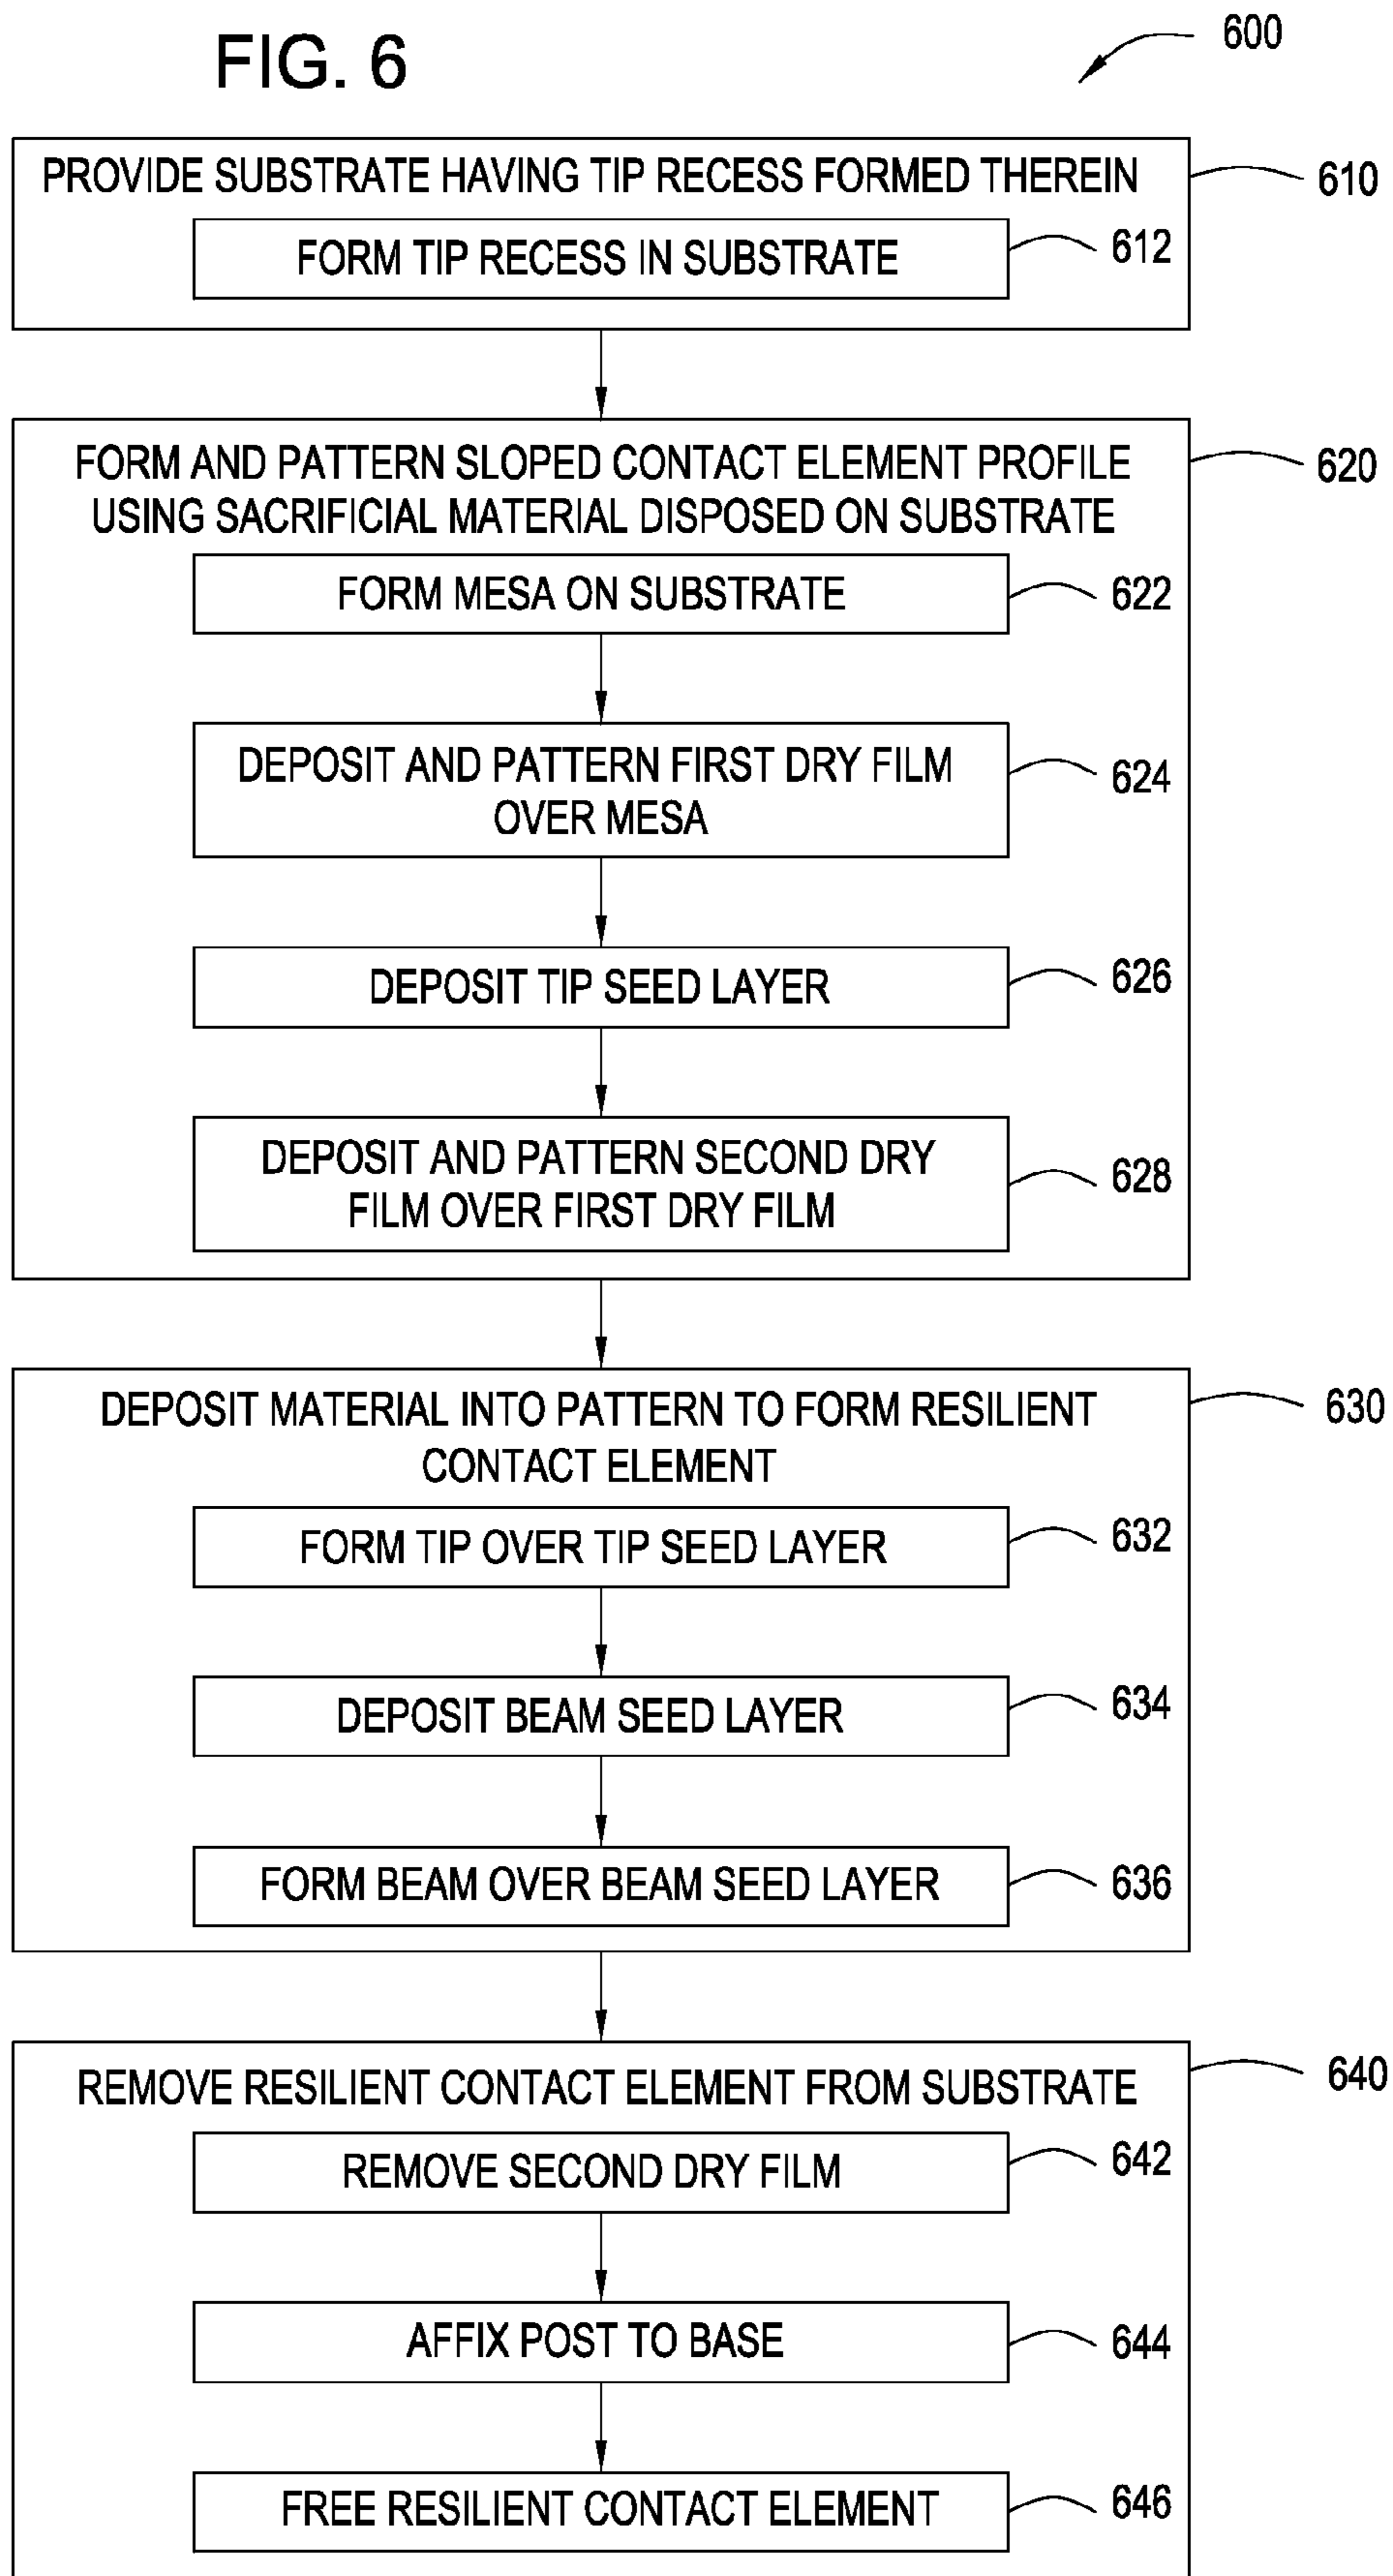 FIG. 6
600
PROVIDE SUBSTRATE HAVING TIP RECESS FORMED THEREIN
610
FORM TIP RECESS IN SUBSTRATE
612
FORM AND PATTERN SLOPED CONTACT ELEMENT PROFILE
USING SACRIFICIAL MATERIAL DISPOSED ON SUBSTRATE
620
FORM MESA ON SUBSTRATE
622
DEPOSIT AND PATTERN FIRST DRY FILM
OVER MESA
624
DEPOSIT TIP SEED LAYER
626
DEPOSIT AND PATTERN SECOND DRY
FILM OVER FIRST DRY FILM
628
DEPOSIT MATERIAL INTO PATTERN TO FORM RESILIENT
CONTACT ELEMENT
630
FORM TIP OVER TIP SEED LAYER
632
DEPOSIT BEAM SEED LAYER
634
FORM BEAM OVER BEAM SEED LAYER
636
REMOVE RESILIENT CONTACT ELEMENT FROM SUBSTRATE
640
REMOVE SECOND DRY FILM
642
AFFIX POST TO BASE
644
FREE RESILIENT CONTACT ELEMENT
646